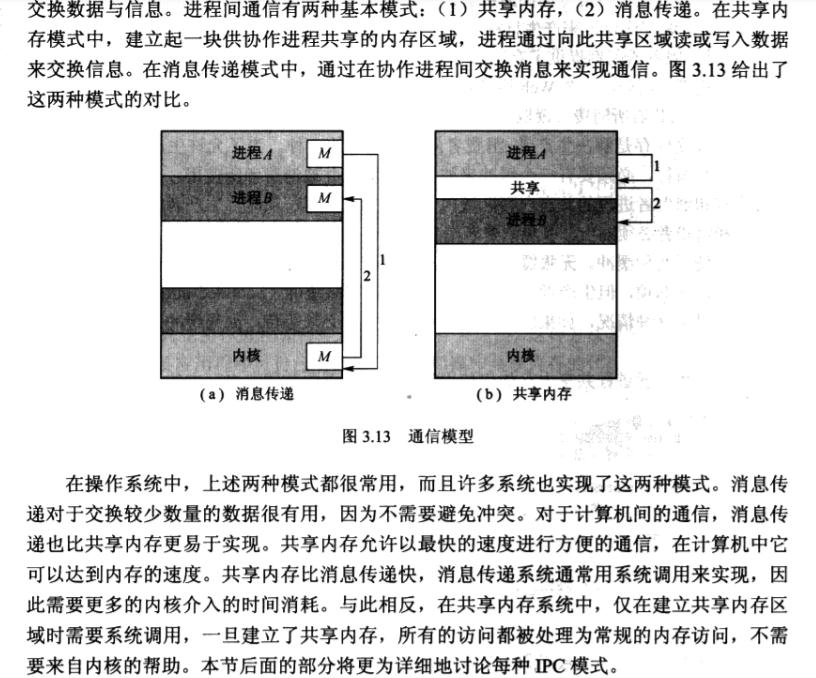 交换数据与信息。进程间通信有两种基本模式：（1）共享内存，（2）消息传递。在共享内
存模式中，建立起一块供协作进程共享的内存区域，进程通过向此共享区域读或写入数据
来交换信息。在消息传递模式中，通过在协作进程间交换消息来实现通信。图 3.13 给出了
这两种模式的对比。
进程A M
进程B M
1
2
内核 M
（a）消息传递
进程A
1
共享
2
进程B
内核
（b）共享内存
图 3.13 通信模型
在操作系统中，上述两种模式都很常用，而且许多系统也实现了这两种模式。消息传
递对于交换较少数量的数据很有用，因为不需要避免冲突。对于计算机间的通信，消息传
递也比共享内存更易于实现。共享内存允许以最快的速度进行方便的通信，在计算机中它
可以达到内存的速度。共享内存比消息传递快，消息传递系统通常用系统调用来实现，因
此需要更多的内核介入的时间消耗。与此相反，在共享内存系统中，仅在建立共享内存区
域时需要系统调用，一旦建立了共享内存，所有的访问都被处理为常规的内存访问，不需
要来自内核的帮助。本节后面的部分将更为详细地讨论每种 IPC 模式。